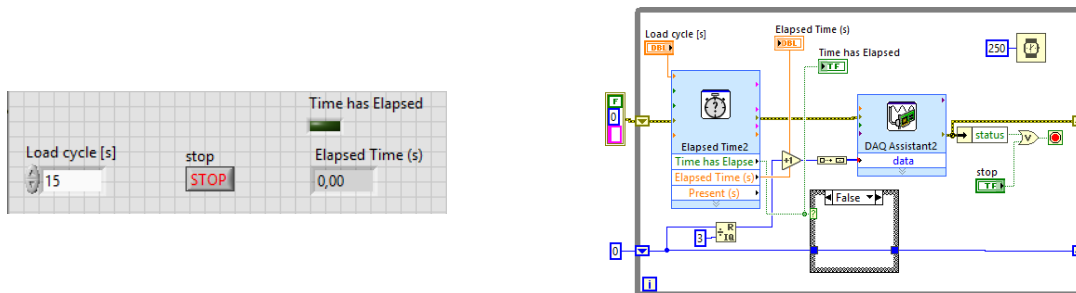 Time has Elapsed
Load cycle [s]
15
stop
STOP
Elapsed Time (s)
0,00
Load cycle [s]
DBL
Elapsed Time (s)
DBL
Time has Elapsed
TF
250
F
0
?
Elapsed Time2
Time has Elapse
Elapsed Time (s)
Present (s)
+1
DAQ Assistant2
data
status
V
stop
TF
False
?
3
R
IQ
0
i